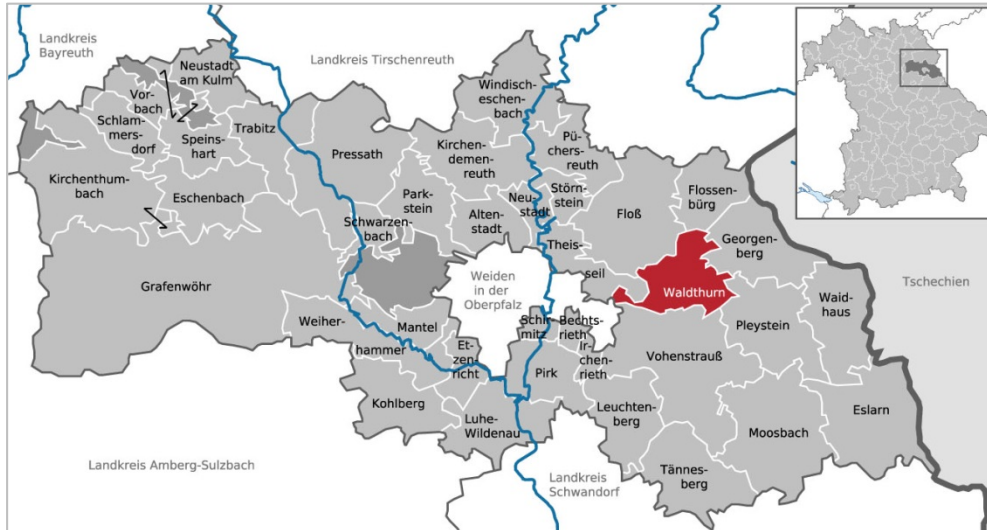 Landkreis
Bayreuth
Neustadt
am Kulm
Landkreis Tirschenreuth
Windisch-
eschen-
bach
Vor-
bach
Schlam-
mers-
dorf
Speins-
hart
Trabitz
Pressath
Kirchen-
demen-
reuth
Pü-
chers-
reuth
Kirchenthum-
bach
Eschenbach
Park-
stein
Neu-
stadt
Störn-
stein
Floß
Flossen-
bürg
Schwarzen-
bach
Alten-
stadt
Theis-
seil
Georgen-
berg
Grafenwöhr
Weiden
in der
Oberpfalz
Waldthurn
Tschechien
Waid-
haus
Pleystein
Weiher-
hammer
Mantel
Et-
zen-
richt
Schir-
mitz
Bechts-
rieth
Ir-
chen-
rieth
Vohenstrauß
Pirk
Kohlberg
Luhe-
Wildenau
Leuchten-
berg
Moosbach
Eslarn
Tännes-
berg
Landkreis Amberg-Sulzbach
Landkreis
Schwandorf